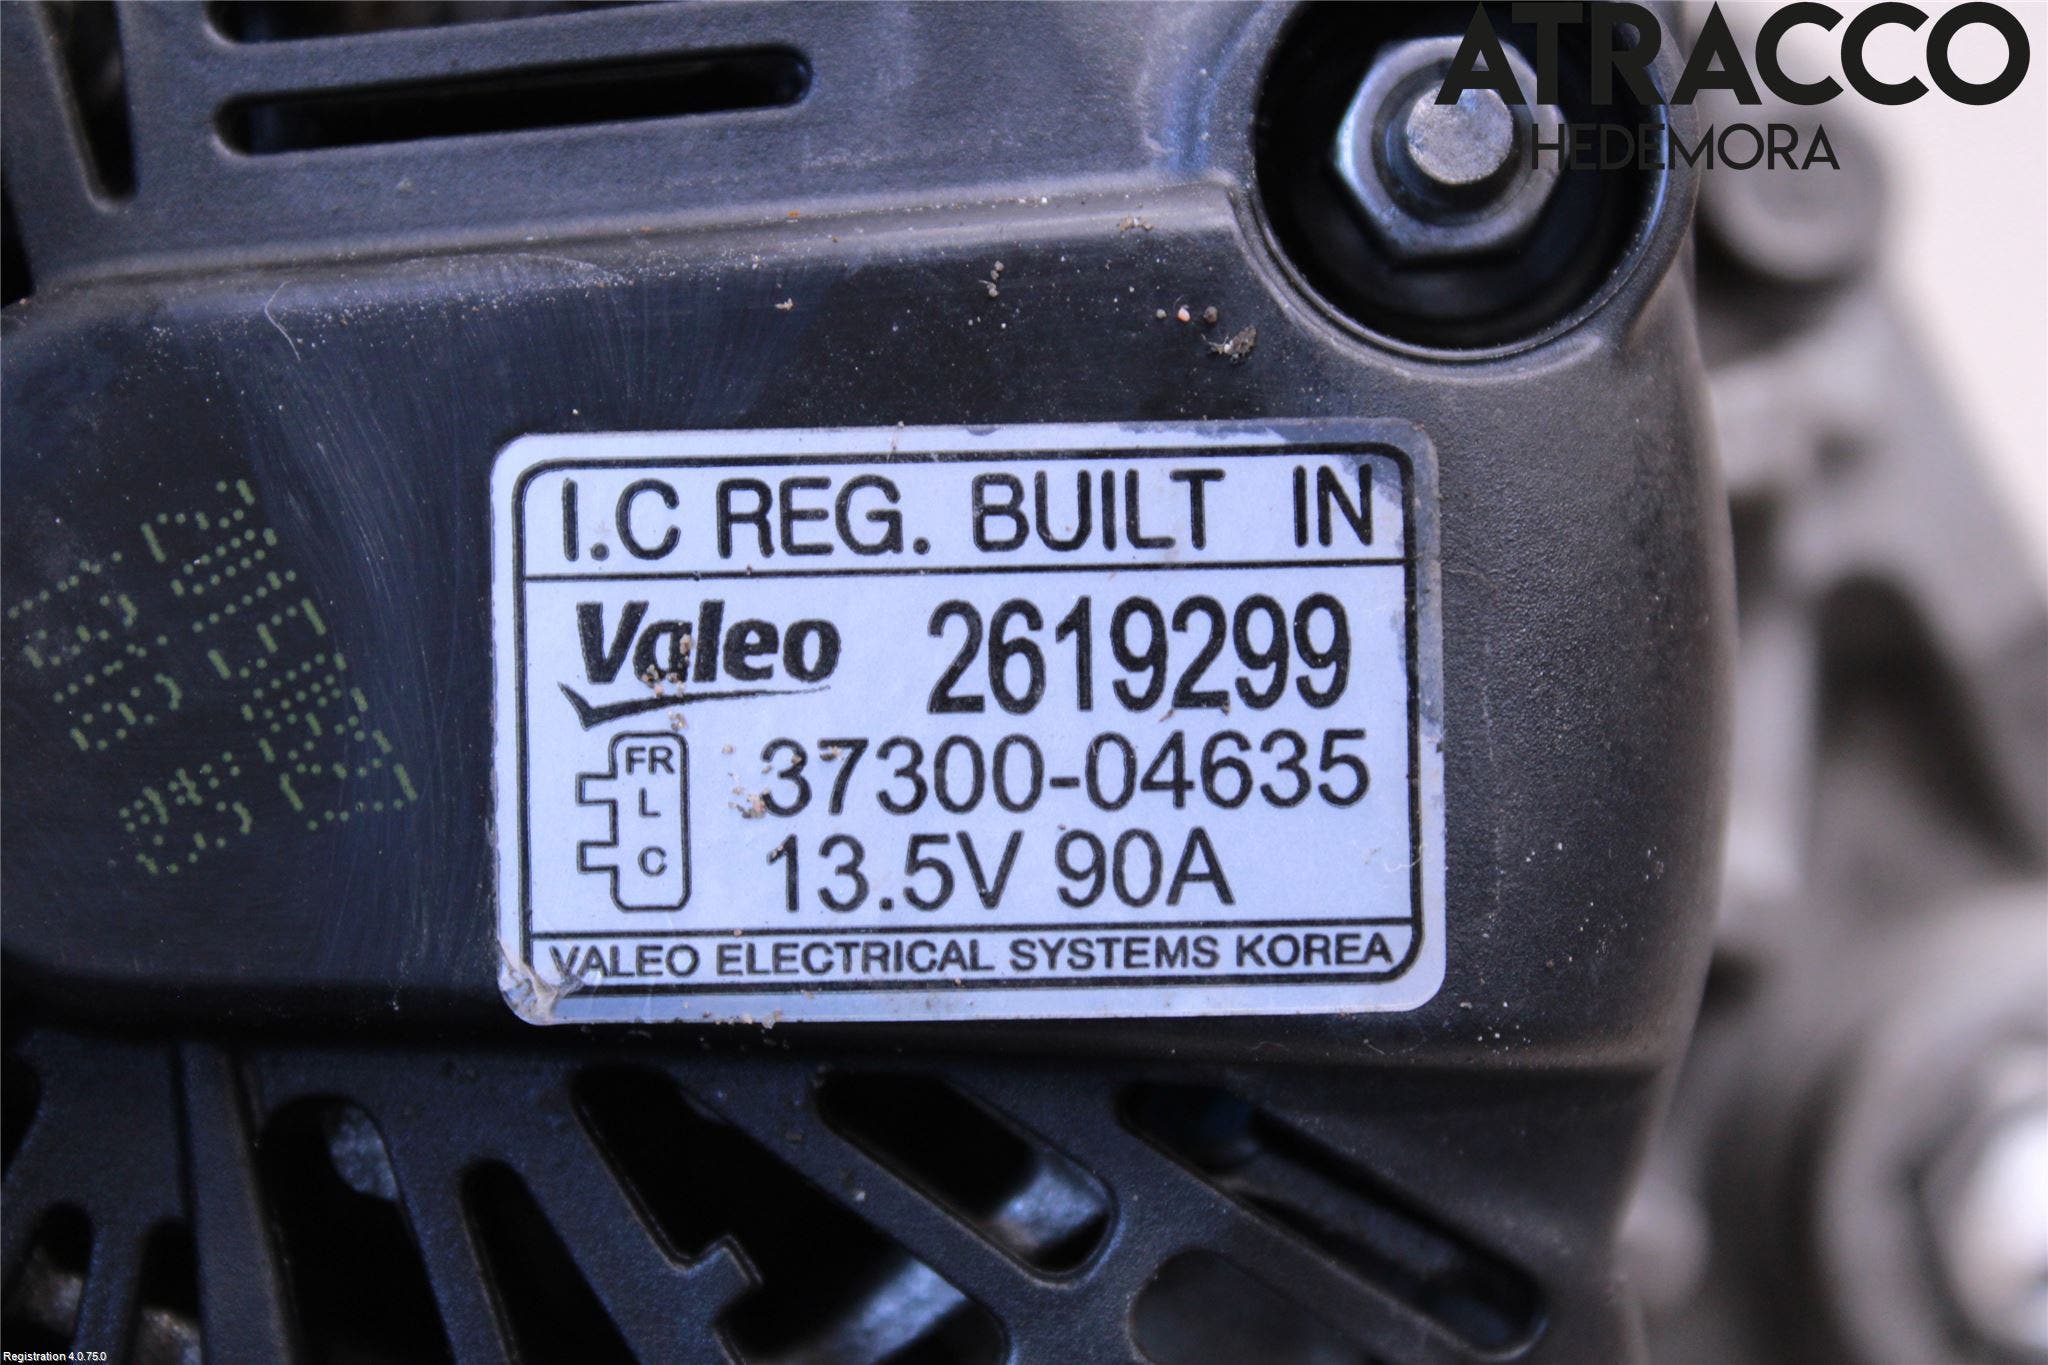 ATRACCO
HEDEMORA
I.C REG. BUILT IN
Valeo 2619299
FR
L
C
37300-04635
13.5V 90A
VALEO ELECTRICAL SYSTEMS KOREA
Registration 4.0.75.0